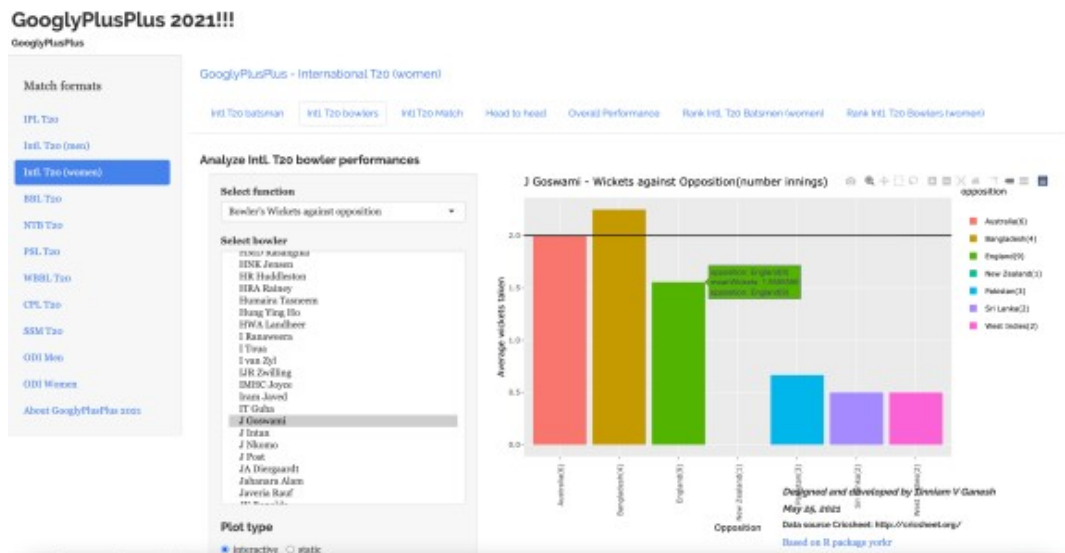 GooglyPlusPlus 2021!!!
GooglyPlusPlus
Match formats
IPL T20
Intl. T20 (men)
Intl. T20 (women)
BBL T20
NTB T20
PSL T20
WBBL T20
CPL T20
SSM T20
ODI Men
ODI Women
About GooglyPlusPlus 2021
GooglyPlusPlus - International T20 (women)
Intl T20 batsman
Intl T20 bowlers
Intl T20 Match
Head to head
Overall Performance
Rank Intl. T20 Batsmen (women)
Rank Intl. T20 Bowlers (women)
Analyze Intl. T20 bowler performances
Select function
Bowler's Wickets against opposition
Select bowler
HNK Jensen
HR Huddleston
HRA Rainey
Humaira Tasneem
Hung Ying Ho
HWA Landheer
I Ranaweera
I Toua
I van Zyl
IJR Zwilling
IMHC Joyce
Iram Javed
IT Guha
J Goswami
J Intan
J Nkomo
J Post
JA Diergaardt
Jahanara Alam
Javeria Rauf
Plot type
interactive
static
J Goswami - Wickets against Opposition(number innings)
opposition
Australia(6)
Bangladesh(4)
England(9)
New Zealand(1)
Pakistan(3)
Sri Lanka(2)
West Indies(2)
Average wickets taken
2.0
1.5
1.0
0.5
0.0
opposition: England(9)
opposition: England(9)
Australia(6)
Bangladesh(4)
England(9)
New Zealand(1)
Opposition
Designed and developed by Tinniam V Ganesh
May 25, 2021
Data source Cricsheet: http://cricsheet.org/
Based on R package yorkr